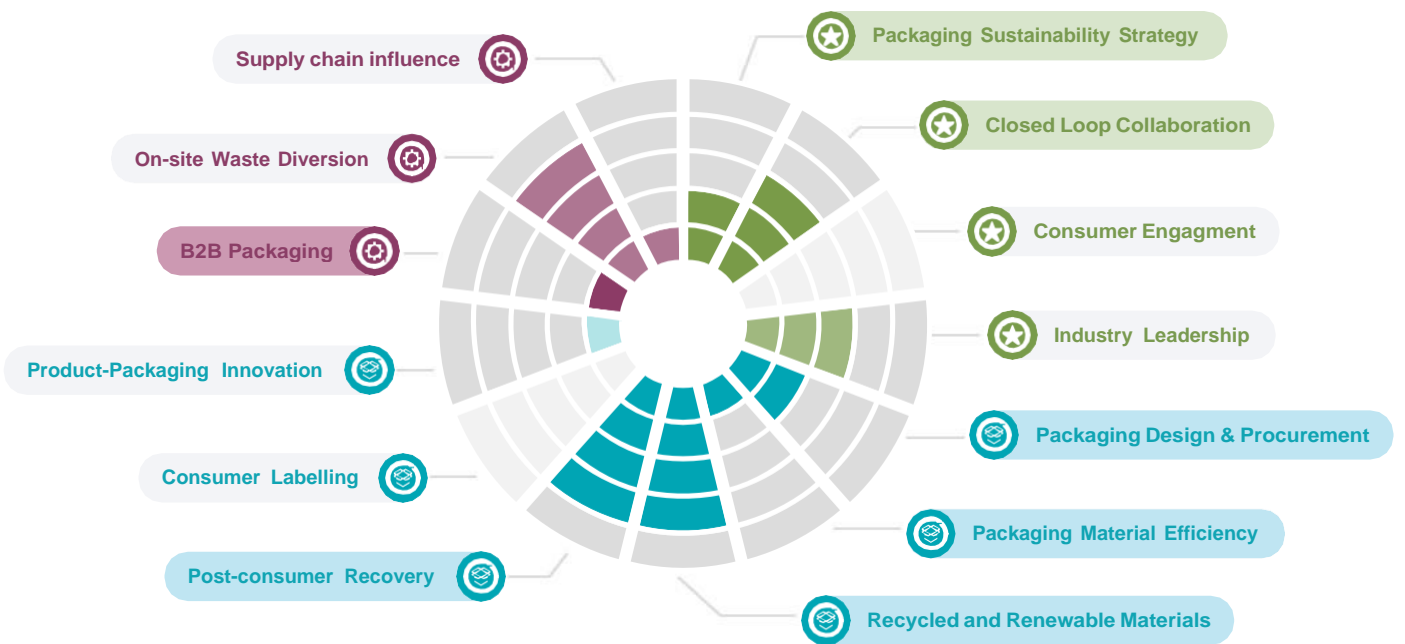 Packaging Sustainability Strategy
Supply chain influence
Closed Loop Collaboration
On-site Waste Diversion
Consumer Engagment
B2B Packaging
Industry Leadership
Product-Packaging Innovation
Packaging Design & Procurement
Consumer Labelling
Packaging Material Efficiency
Post-consumer Recovery
Recycled and Renewable Materials